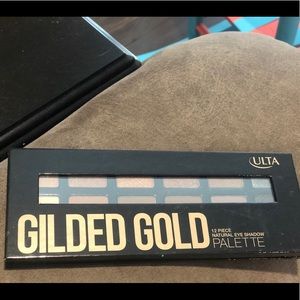 ULTA
GILDED GOLD
12 PIECE
NATURAL EYE SHADOW
PALETTE